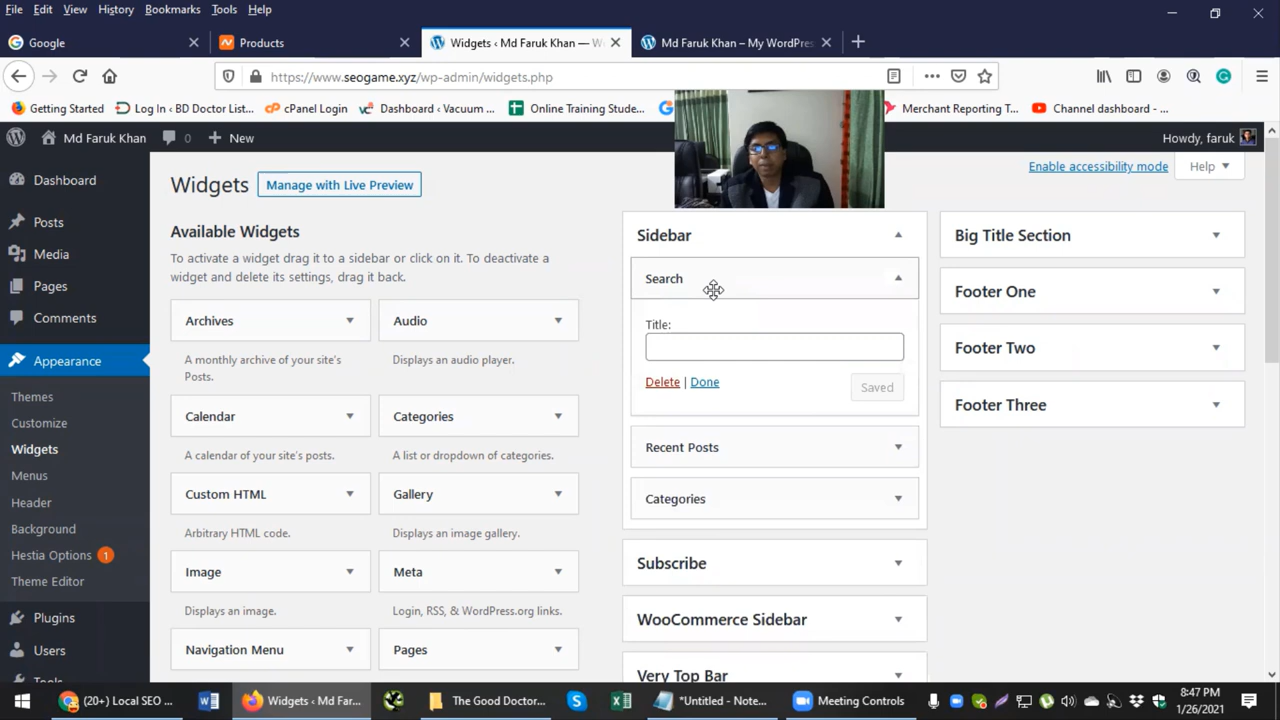 File Edit View History Bookmarks Tools Help
Google
Products
Widgets ‹ Md Faruk Khan — W
Md Faruk Khan – My WordPres
https://www.seogame.xyz/wp-admin/widgets.php
Getting Started
Log In ‹ BD Doctor List...
cPanel Login
Dashboard ‹ Vacuum ...
Online Training Stude...
Merchant Reporting T...
Channel dashboard - ...
Md Faruk Khan
0
New
Howdy, faruk
Dashboard
Posts
Media
Pages
Comments
Appearance
Themes
Customize
Widgets
Menus
Header
Background
Hestia Options 1
Theme Editor
Plugins
Users
Tools
Widgets
Manage with Live Preview
Enable accessibility mode
Help
Available Widgets
To activate a widget drag it to a sidebar or click on it. To deactivate a
widget and delete its settings, drag it back.
Archives
A monthly archive of your site’s
Posts.
Audio
Displays an audio player.
Calendar
A calendar of your site’s posts.
Categories
A list or dropdown of categories.
Custom HTML
Arbitrary HTML code.
Gallery
Displays an image gallery.
Image
Displays an image.
Meta
Login, RSS, & WordPress.org links.
Navigation Menu
Pages
Sidebar
Search
Title:
Delete | Done
Saved
Recent Posts
Categories
Subscribe
WooCommerce Sidebar
Very Top Bar
Big Title Section
Footer One
Footer Two
Footer Three
(20+) Local SEO ...
Widgets ‹ Md Far...
The Good Doctor...
*Untitled - Note...
Meeting Controls
8:47 PM
1/26/2021